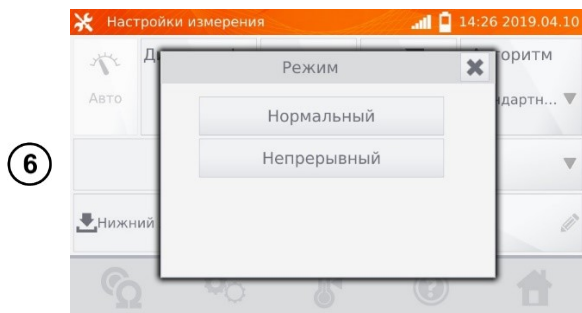 Настройки измерения 14:26 2019.04.10
Режим
Авто
Нормальный
Непрерывный
6
Нижний